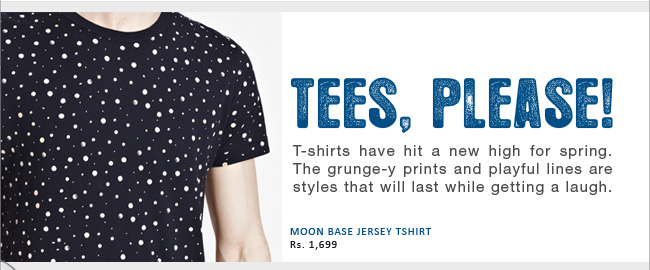 TEES, PLEASE!
T-shirts have hit a new high for spring.
The grunge-y prints and playful lines are
styles that will last while getting a laugh.
MOON BASE JERSEY TSHIRT
Rs. 1,699